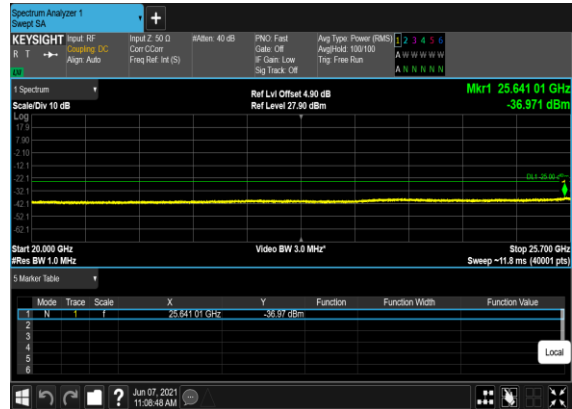 Spectrum Analyzer 1
Swept SA
+
KEYSIGHT Input: RF Input Z: 50 Ω #Atten: 40 dB PNO: Fast Avg Type: Power (RMS) 1 2 3 4 5 6
R T Coupling: DC Corr CCorr Gate: Off Avg|Hold: 100/100 A W W W W W
Align: Auto Freq Ref: Int (S) IF Gain: Low Trig: Free Run
Sig Track: Off A N N N N N
1 Spectrum Ref Lvl Offset 4.90 dB Mkr1 25.641 01 GHz
Scale/Div 10 dB Ref Level 27.90 dBm -36.971 dBm
Log
17.9
7.90
-2.10
-12.1
-22.1 DL1 -25.00
-32.1 1
-42.1
-52.1
-62.1
Start 20.000 GHz Video BW 3.0 MHz* Stop 25.700 GHz
#Res BW 1.0 MHz Sweep ~11.8 ms (40001 pts)
5 Marker Table
Mode Trace Scale X Y Function Function Width Function Value
1 N 1 f 25.641 01 GHz -36.97 dBm
2
3
4
5
6
Local
? Jun 07, 2021
11:08:48 AM